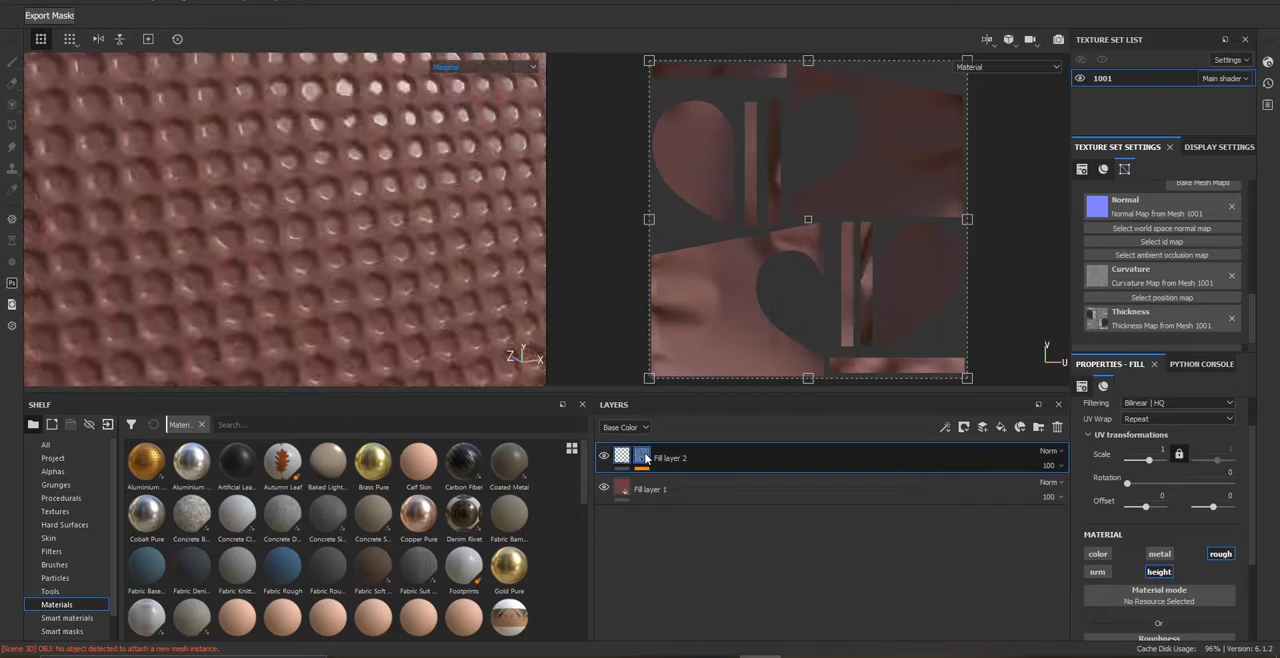 Export Masks
Material
Material
TEXTURE SET LIST
Settings
1001
Main shader
TEXTURE SET SETTINGS
DISPLAY SETTINGS
Bake Mesh Maps
Normal
Normal Map from Mesh 1001
Select world space normal map
Select id map
Select ambient occlusion map
Curvature
Curvature Map from Mesh 1001
Select position map
Thickness
Thickness Map from Mesh 1001
Z
Y
X
V
U
PROPERTIES - FILL
PYTHON CONSOLE
Filtering
Bilinear | HQ
UV Wrap
Repeat
UV transformations
Scale
1
1
Rotation
0
Offset
0
0
MATERIAL
color
metal
rough
nrm
height
Material mode
No Resource Selected
Or
Roughness
SHELF
Materi...
Search...
All
Project
Alphas
Grunges
Procedurals
Textures
Hard Surfaces
Skin
Filters
Brushes
Particles
Tools
Materials
Smart materials
Smart masks
Aluminium ...
Aluminium ...
Artificial Lea...
Autumn Leaf
Baked Light...
Brass Pure
Calf Skin
Carbon Fiber
Coated Metal
Cobalt Pure
Concrete B...
Concrete Cl...
Concrete D...
Concrete Si...
Concrete S...
Copper Pure
Denim Rivet
Fabric Bam...
Fabric Base...
Fabric Deni...
Fabric Knitt...
Fabric Rough
Fabric Rou...
Fabric Soft ...
Fabric Suit ...
Footprints
Gold Pure
LAYERS
Base Color
Fill layer 2
Norm
100
Fill layer 1
Norm
100
[Scene 3D] OBJ: No object detected to attach a new mesh instance.
Cache Disk Usage: 96% | Version: 6.1.2